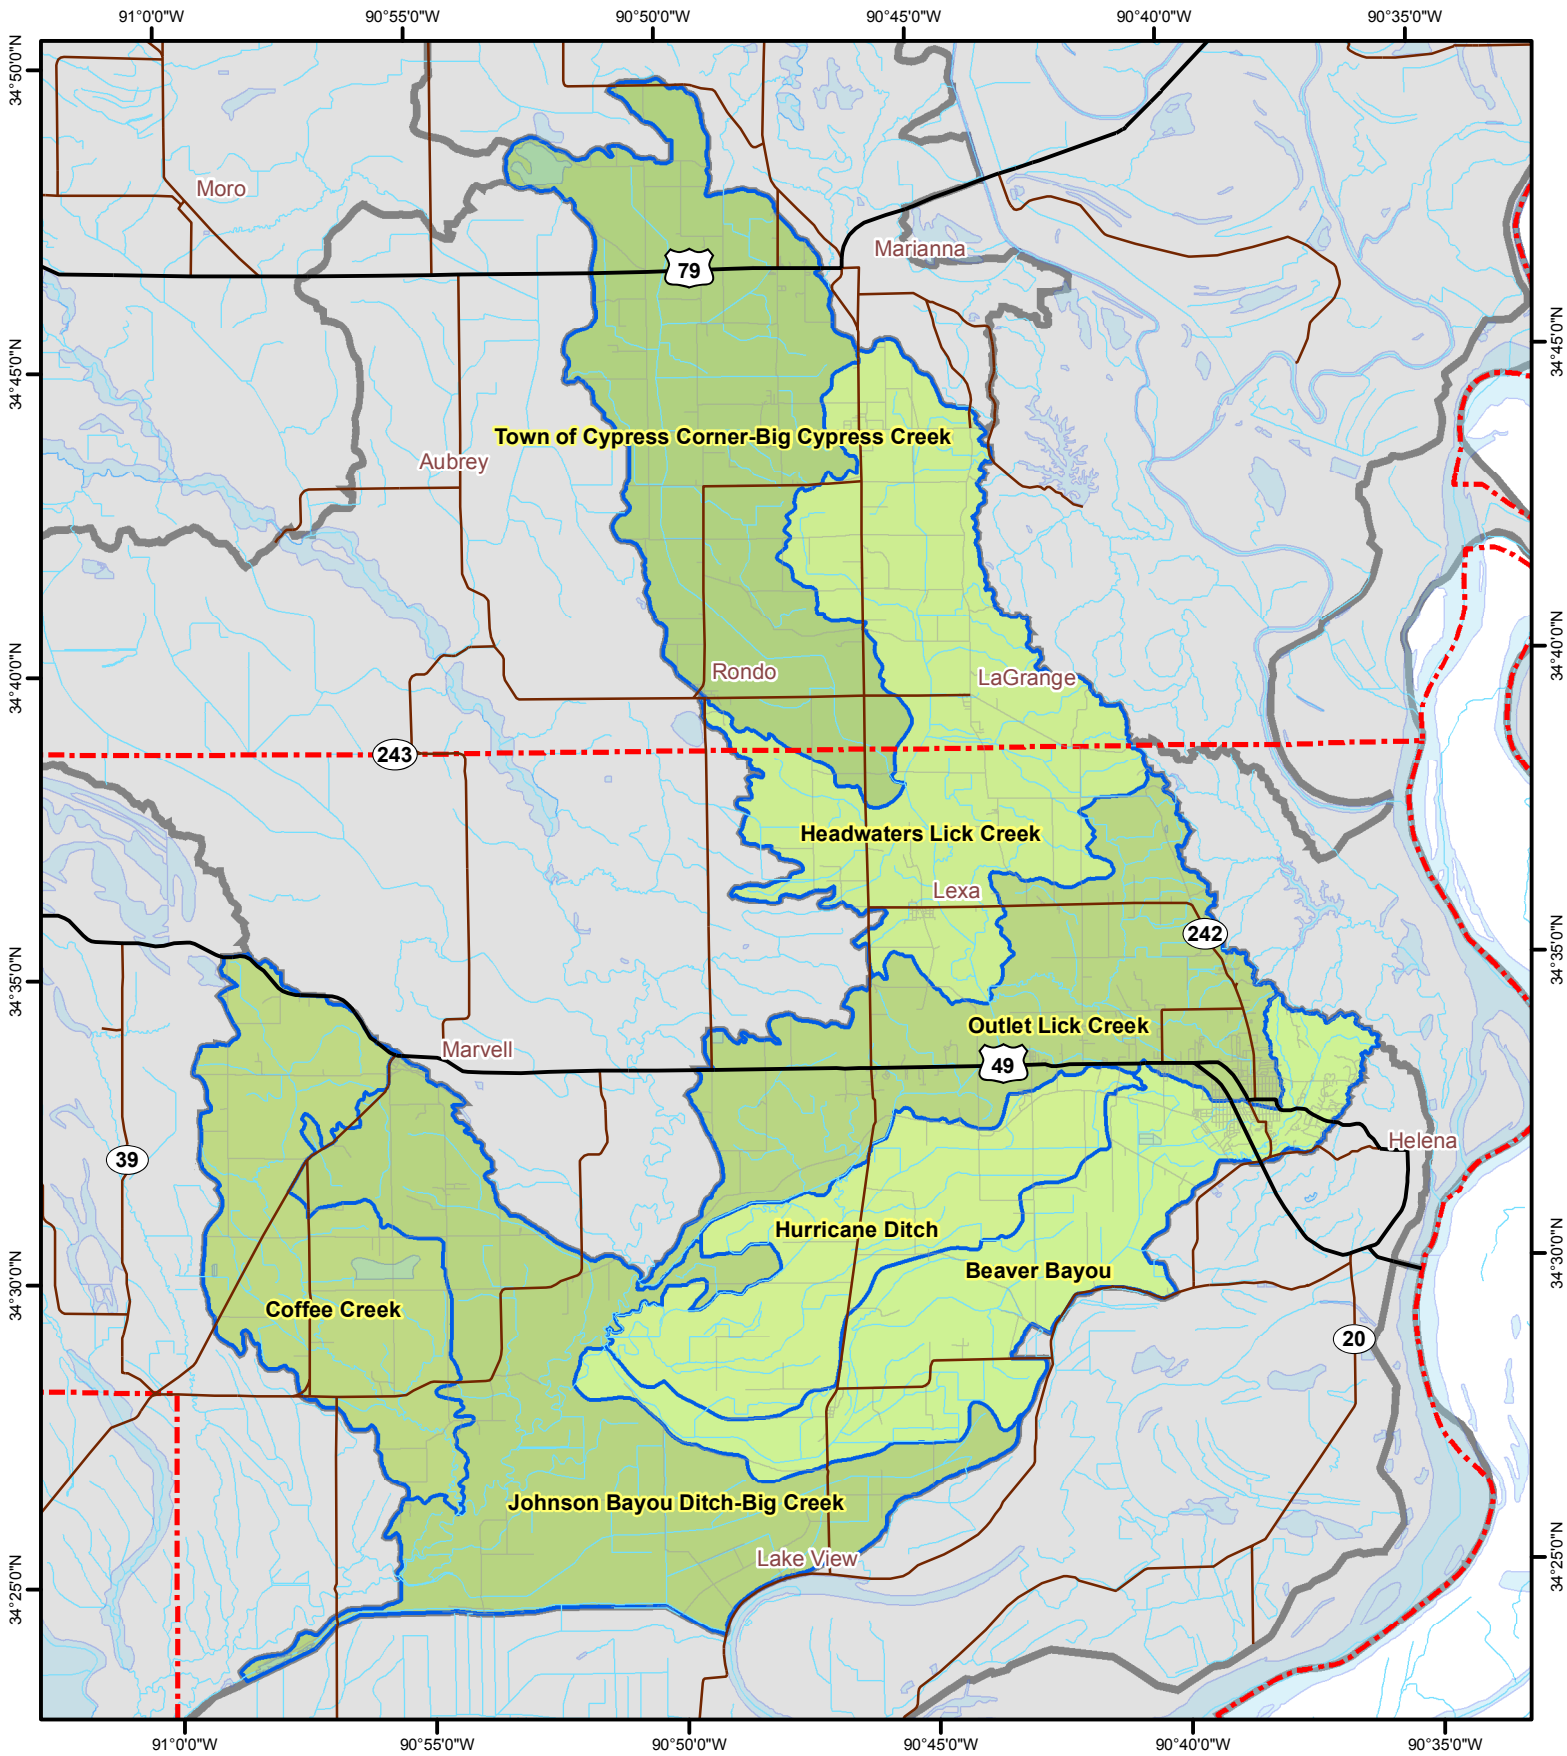 91°0'0"W
90°55'0"W
90°50'0"W
90°45'0"W
90°40'0"W
90°35'0"W
34°50'0"N
Moro
Marianna
79
34°45'0"N
34°45'0"N
Town of Cypress Corner-Big Cypress Creek
Aubrey
34°40'0"N
34°40'0"N
Rondo
LaGrange
243
Headwaters Lick Creek
Lexa
242
34°35'0"N
34°35'0"N
Outlet Lick Creek
Marvell
49
39
Helena
Hurricane Ditch
34°30'0"N
34°30'0"N
Beaver Bayou
Coffee Creek
20
Johnson Bayou Ditch-Big Creek
Lake View
34°25'0"N
34°25'0"N
91°0'0"W
90°55'0"W
90°50'0"W
90°45'0"W
90°40'0"W
90°35'0"W